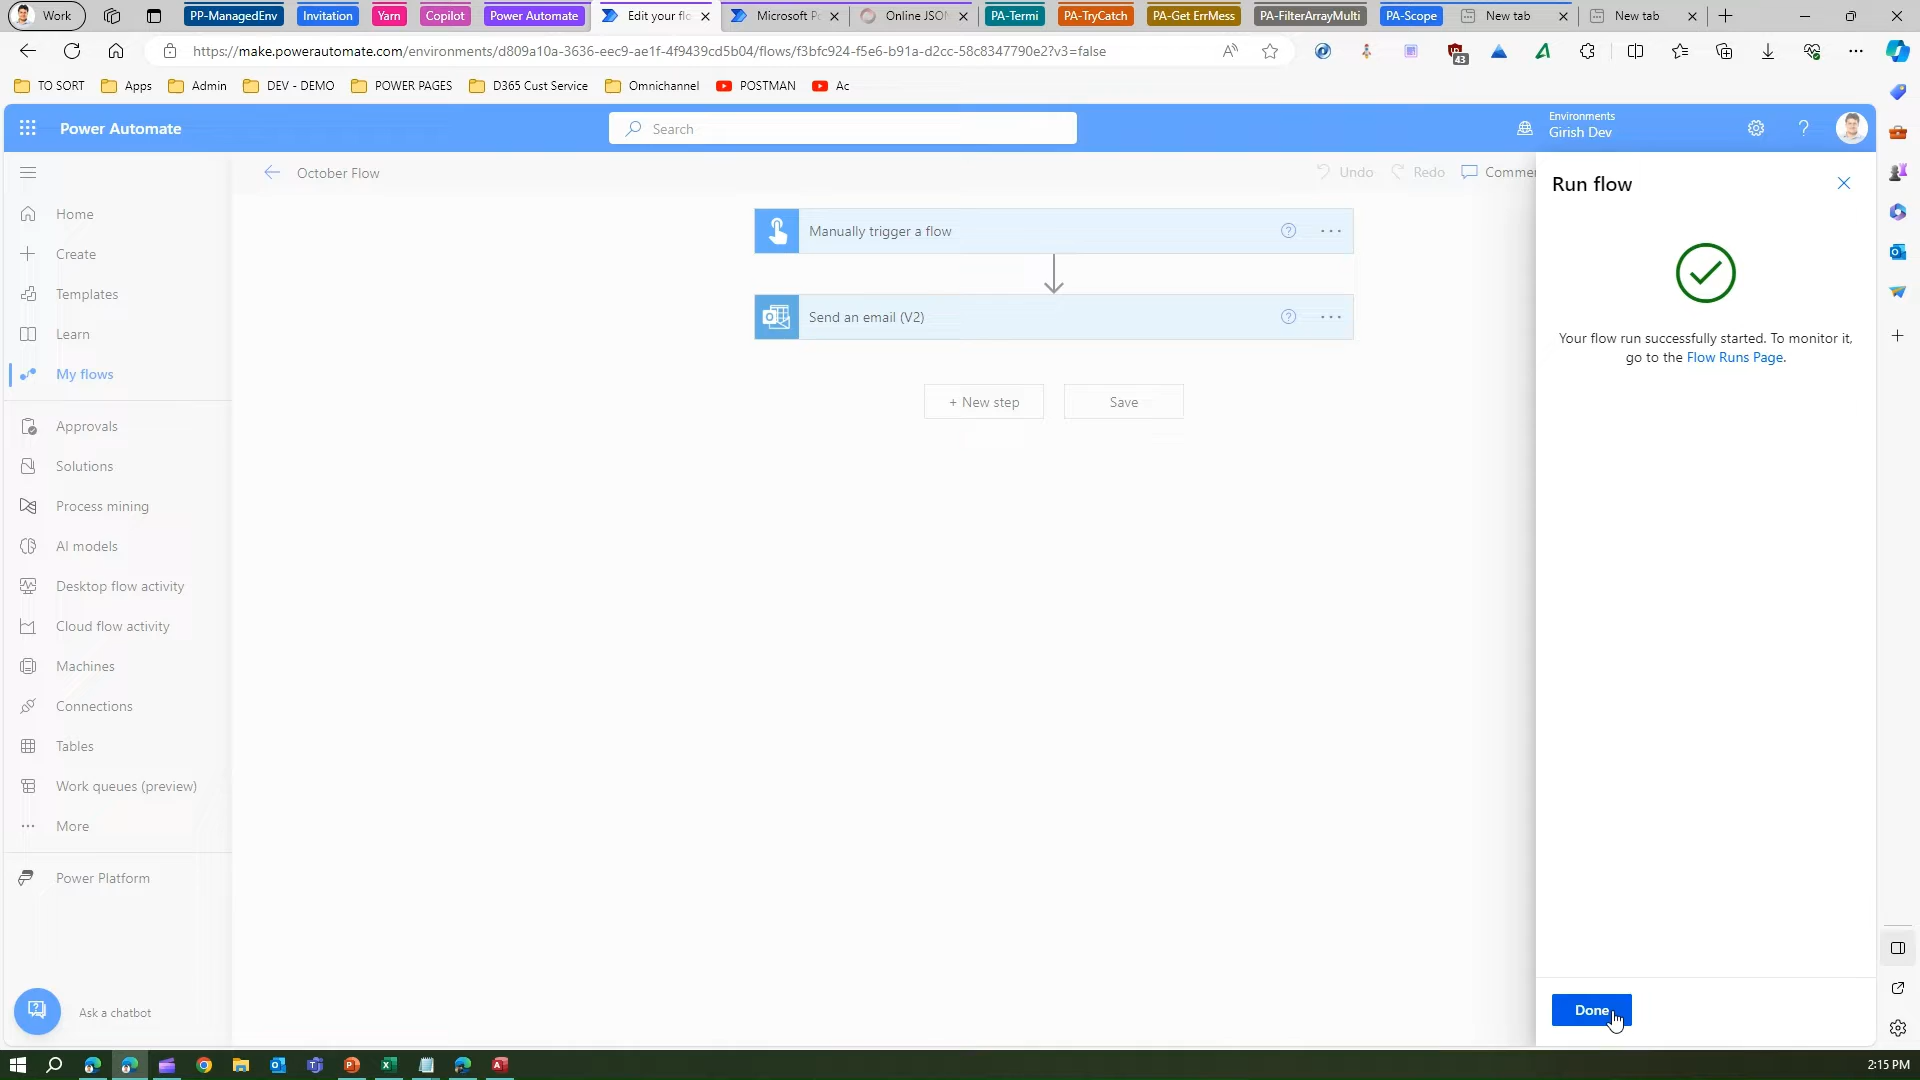 Work
PP-ManagedEnv
Invitation
Yarn
Copilot
Power Automate
Edit your flo
Microsoft Po
Online JSON
PA-Termi
PA-TryCatch
PA-Get ErrMess
PA-FilterArrayMulti
PA-Scope
New tab
New tab
https://make.powerautomate.com/environments/d809a10a-3636-eec9-ae1f-4f9439cd5b04/flows/f3bfc924-f5e6-b91a-d2cc-58c8347790e2?v3=false
43
TO SORT
Apps
Admin
DEV - DEMO
POWER PAGES
D365 Cust Service
Omnichannel
POSTMAN
Ac
Power Automate
Search
Environments
Girish Dev
October Flow
Undo
Redo
Commen
Run flow
Home
Create
Templates
Learn
My flows
Approvals
Solutions
Process mining
AI models
Desktop flow activity
Cloud flow activity
Machines
Connections
Tables
Work queues (preview)
More
Power Platform
Ask a chatbot
Manually trigger a flow
Send an email (V2)
+ New step
Save
Your flow run successfully started. To monitor it,
go to the Flow Runs Page.
Done
2:15 PM